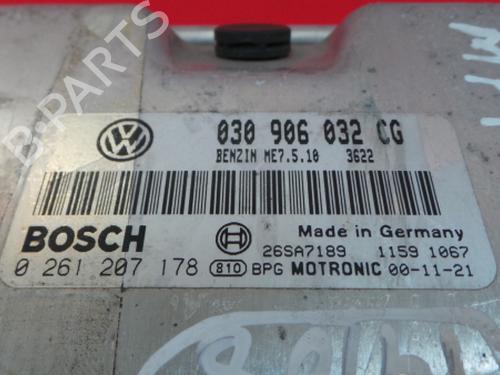 B-PARTS
030 906 032 CG
BENZIN ME7.5.10 3622
BOSCH
Made in Germany
26SA7189 1159 1067
0 261 207 178 810 BPG MOTRONIC 00-11-21